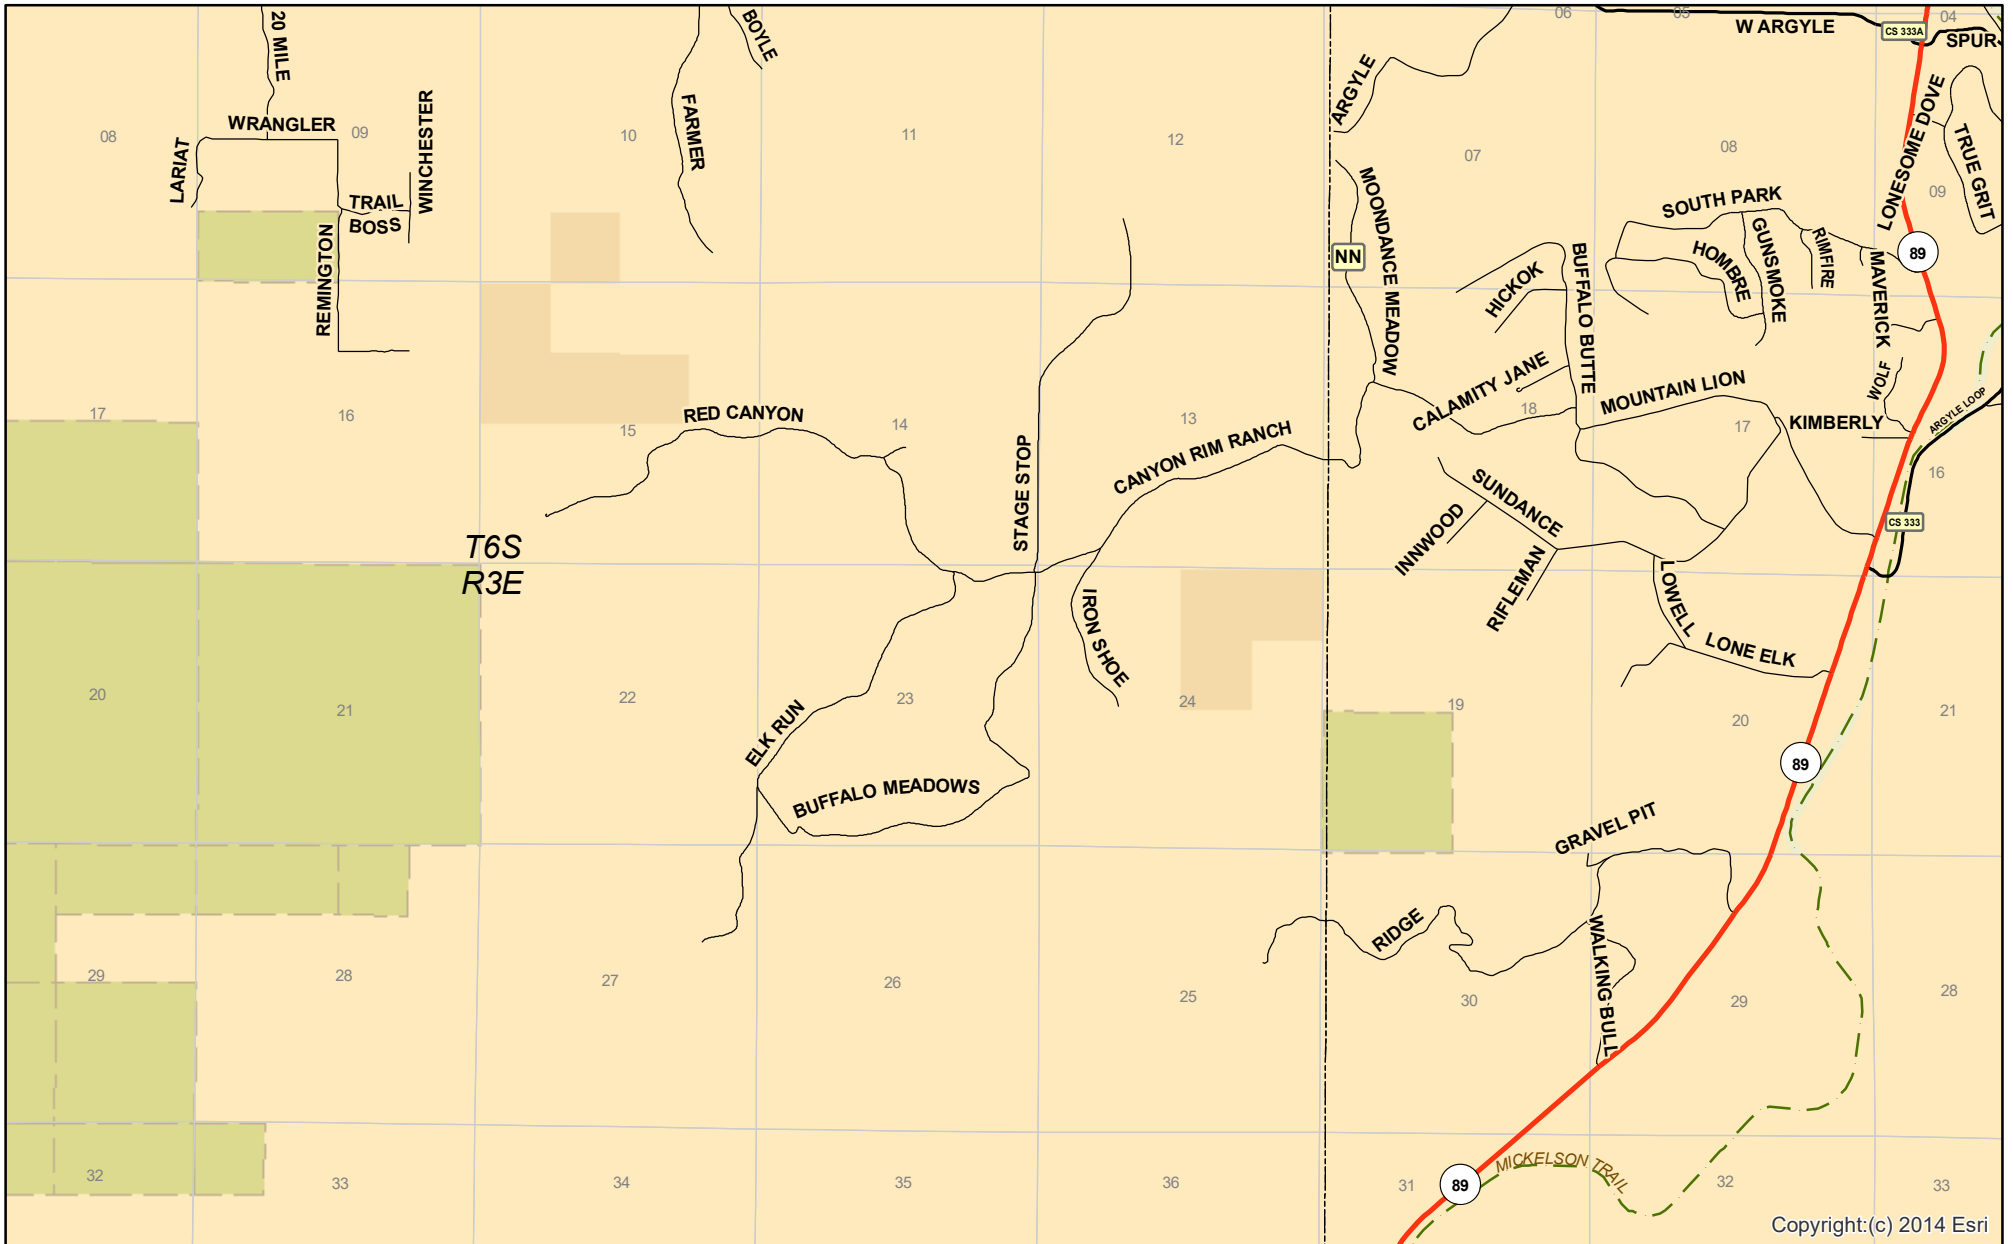 20 MILE
BOYLE
06
05
04
W ARGYLE
CS 333A
SPUR
WRANGLER
LARIAT
08
09
WINCHESTER
TRAIL
BOSS
REMINGTON
FARMER
10
11
12
ARGYLE
07
08
LONESOME DOVE
TRUE GRIT
09
MOONDANCE MEADOW
NN
SOUTH PARK
HOMBRE
GUNSMOKE
RIMFIRE
MAVERICK
89
HICKOK
BUFFALO BUTTE
CALAMITY JANE
18
MOUNTAIN LION
WOLF
KIMBERLY
ARGYLE LOOP
17
16
RED CANYON
15
14
13
17
16
STAGE STOP
CANYON RIM RANCH
SUNDANCE
INNWOOD
RIFLEMAN
CS 333
T6S
R3E
LOWELL
LONE ELK
IRON SHOE
20
21
22
23
24
19
20
21
ELK RUN
BUFFALO MEADOWS
89
GRAVEL PIT
RIDGE
WALKING BULL
29
28
27
26
25
30
29
28
32
33
34
35
36
31
89
MICKELSON TRAIL
32
33
Copyright:(c) 2014 Esri